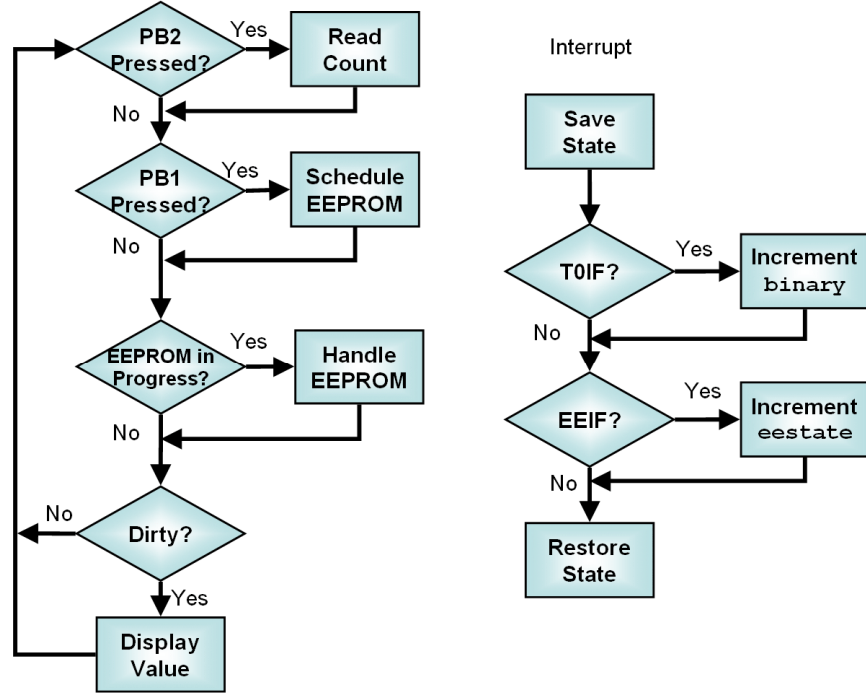 PB2
Pressed?
Yes
Read
Count
No
PB1
Pressed?
Yes
Schedule
EEPROM
No
EEPROM in
Progress?
Yes
Handle
EEPROM
No
Dirty?
No
Yes
Display
Value
Interrupt
Save
State
T0IF?
Yes
Increment
binary
No
EEIF?
Yes
Increment
eestate
No
Restore
State